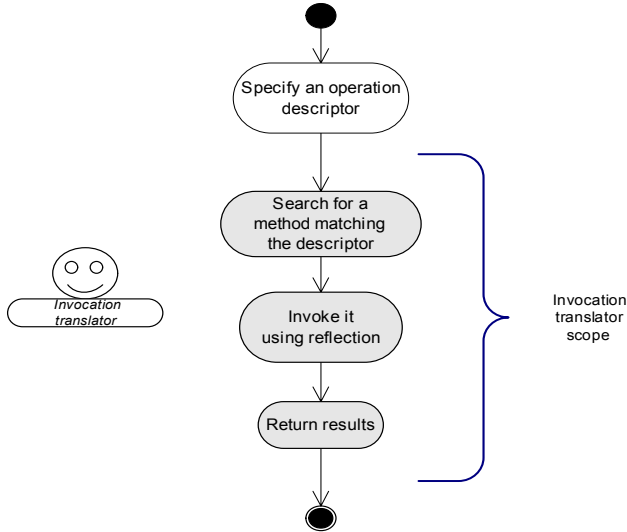 Specify an operation
descriptor
Search for a
method matching
the descriptor
Invocation
translator
Invoke it
using reflection
Invocation
translator
scope
Return results